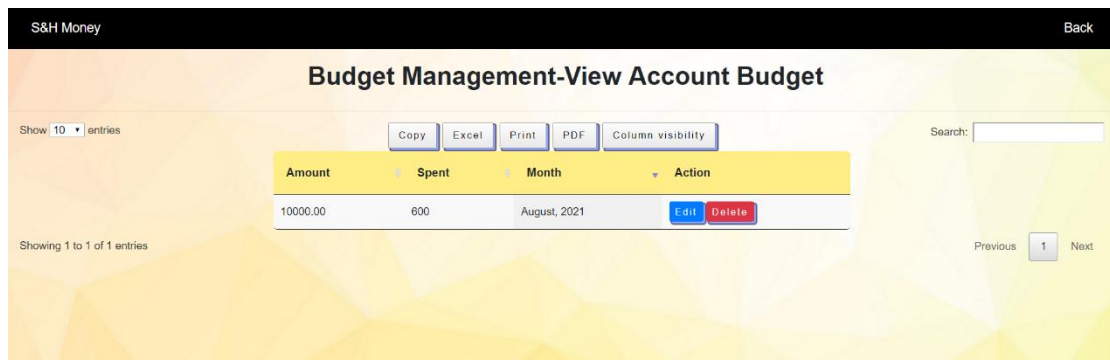 S&H Money Back
Budget Management-View Account Budget
Show 10 entries Copy Excel Print PDF Column visibility Search:
Amount Spent Month Action
10000.00 600 August, 2021 Edit Delete
Showing 1 to 1 of 1 entries Previous 1 Next